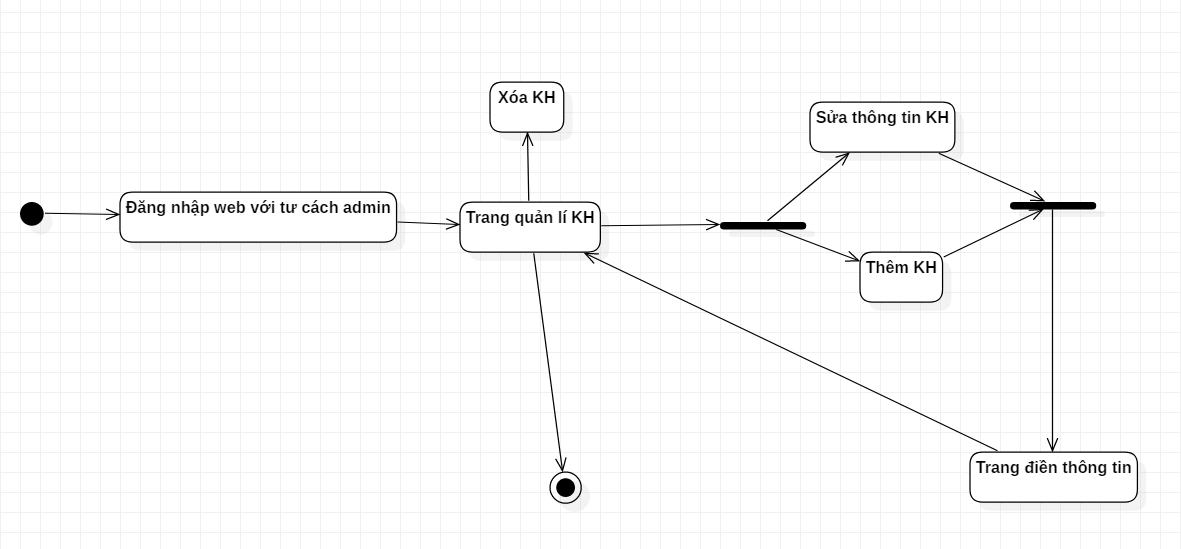 Xóa KH
Sửa thông tin KH
Đăng nhập web với tư cách admin
Trang quản lí KH
Thêm KH
Trang điền thông tin